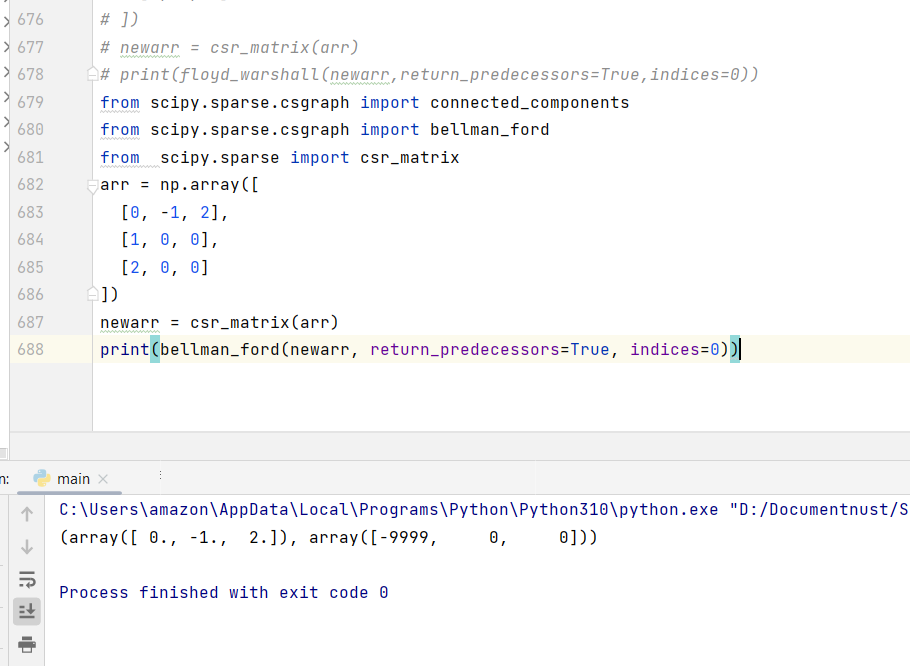 676 # ])
677 # newarr = csr_matrix(arr)
678 # print(floyd_warshall(newarr,return_predecessors=True,indices=0))
679 from scipy.sparse.csgraph import connected_components
680 from scipy.sparse.csgraph import bellman_ford
681 from  scipy.sparse import csr_matrix
682 arr = np.array([
683   [0, -1, 2],
684   [1, 0, 0],
685   [2, 0, 0]
686 ])
687 newarr = csr_matrix(arr)
688 print(bellman_ford(newarr, return_predecessors=True, indices=0))
n: main
C:\Users\amazon\AppData\Local\Programs\Python\Python310\python.exe "D:/Documentnust/S
(array([ 0., -1.,  2.]), array([-9999,     0,     0]))
Process finished with exit code 0